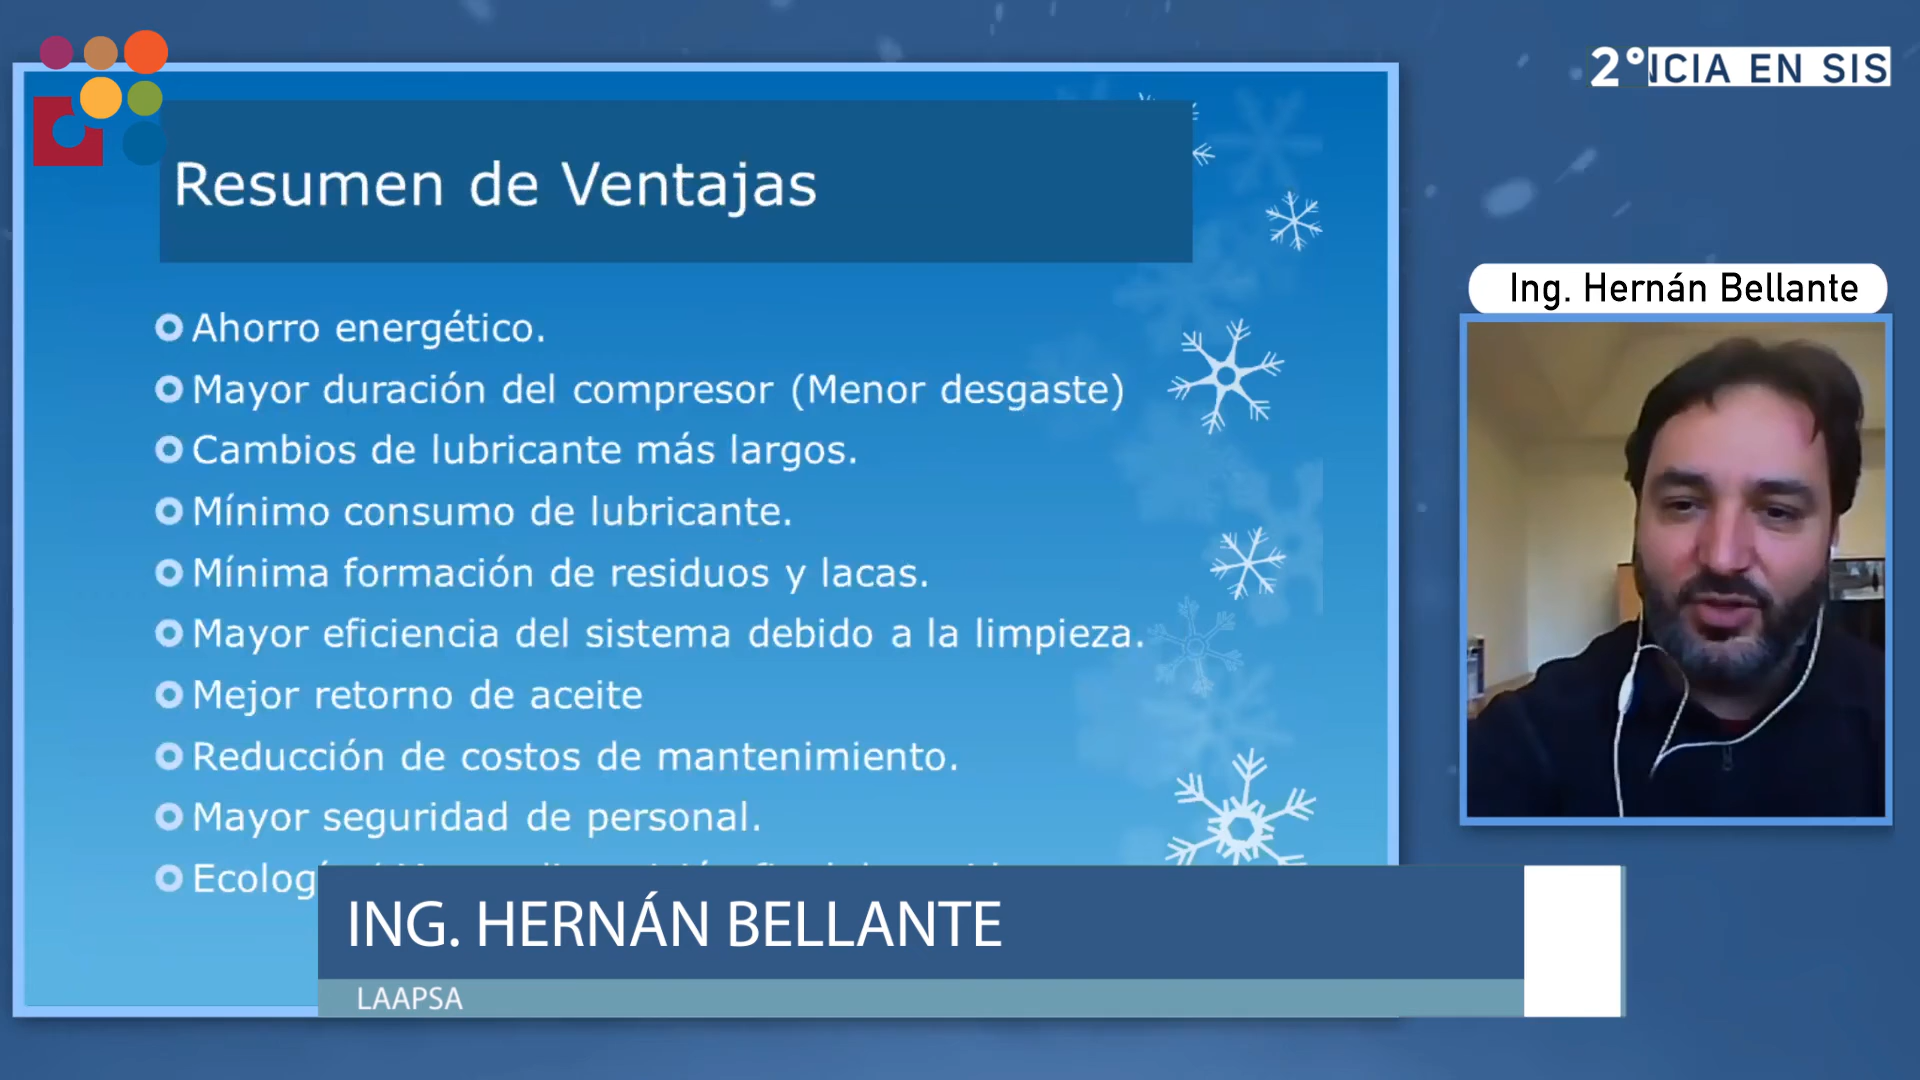 2° NCIA EN SIS
Resumen de Ventajas
Ing. Hernán Bellante
Ahorro energético.
Mayor duración del compresor (Menor desgaste)
Cambios de lubricante más largos.
Mínimo consumo de lubricante.
Mínima formación de residuos y lacas.
Mayor eficiencia del sistema debido a la limpieza.
Mejor retorno de aceite
Reducción de costos de mantenimiento.
Mayor seguridad de personal.
Ecolog
ING. HERNÁN BELLANTE
LAAPSA